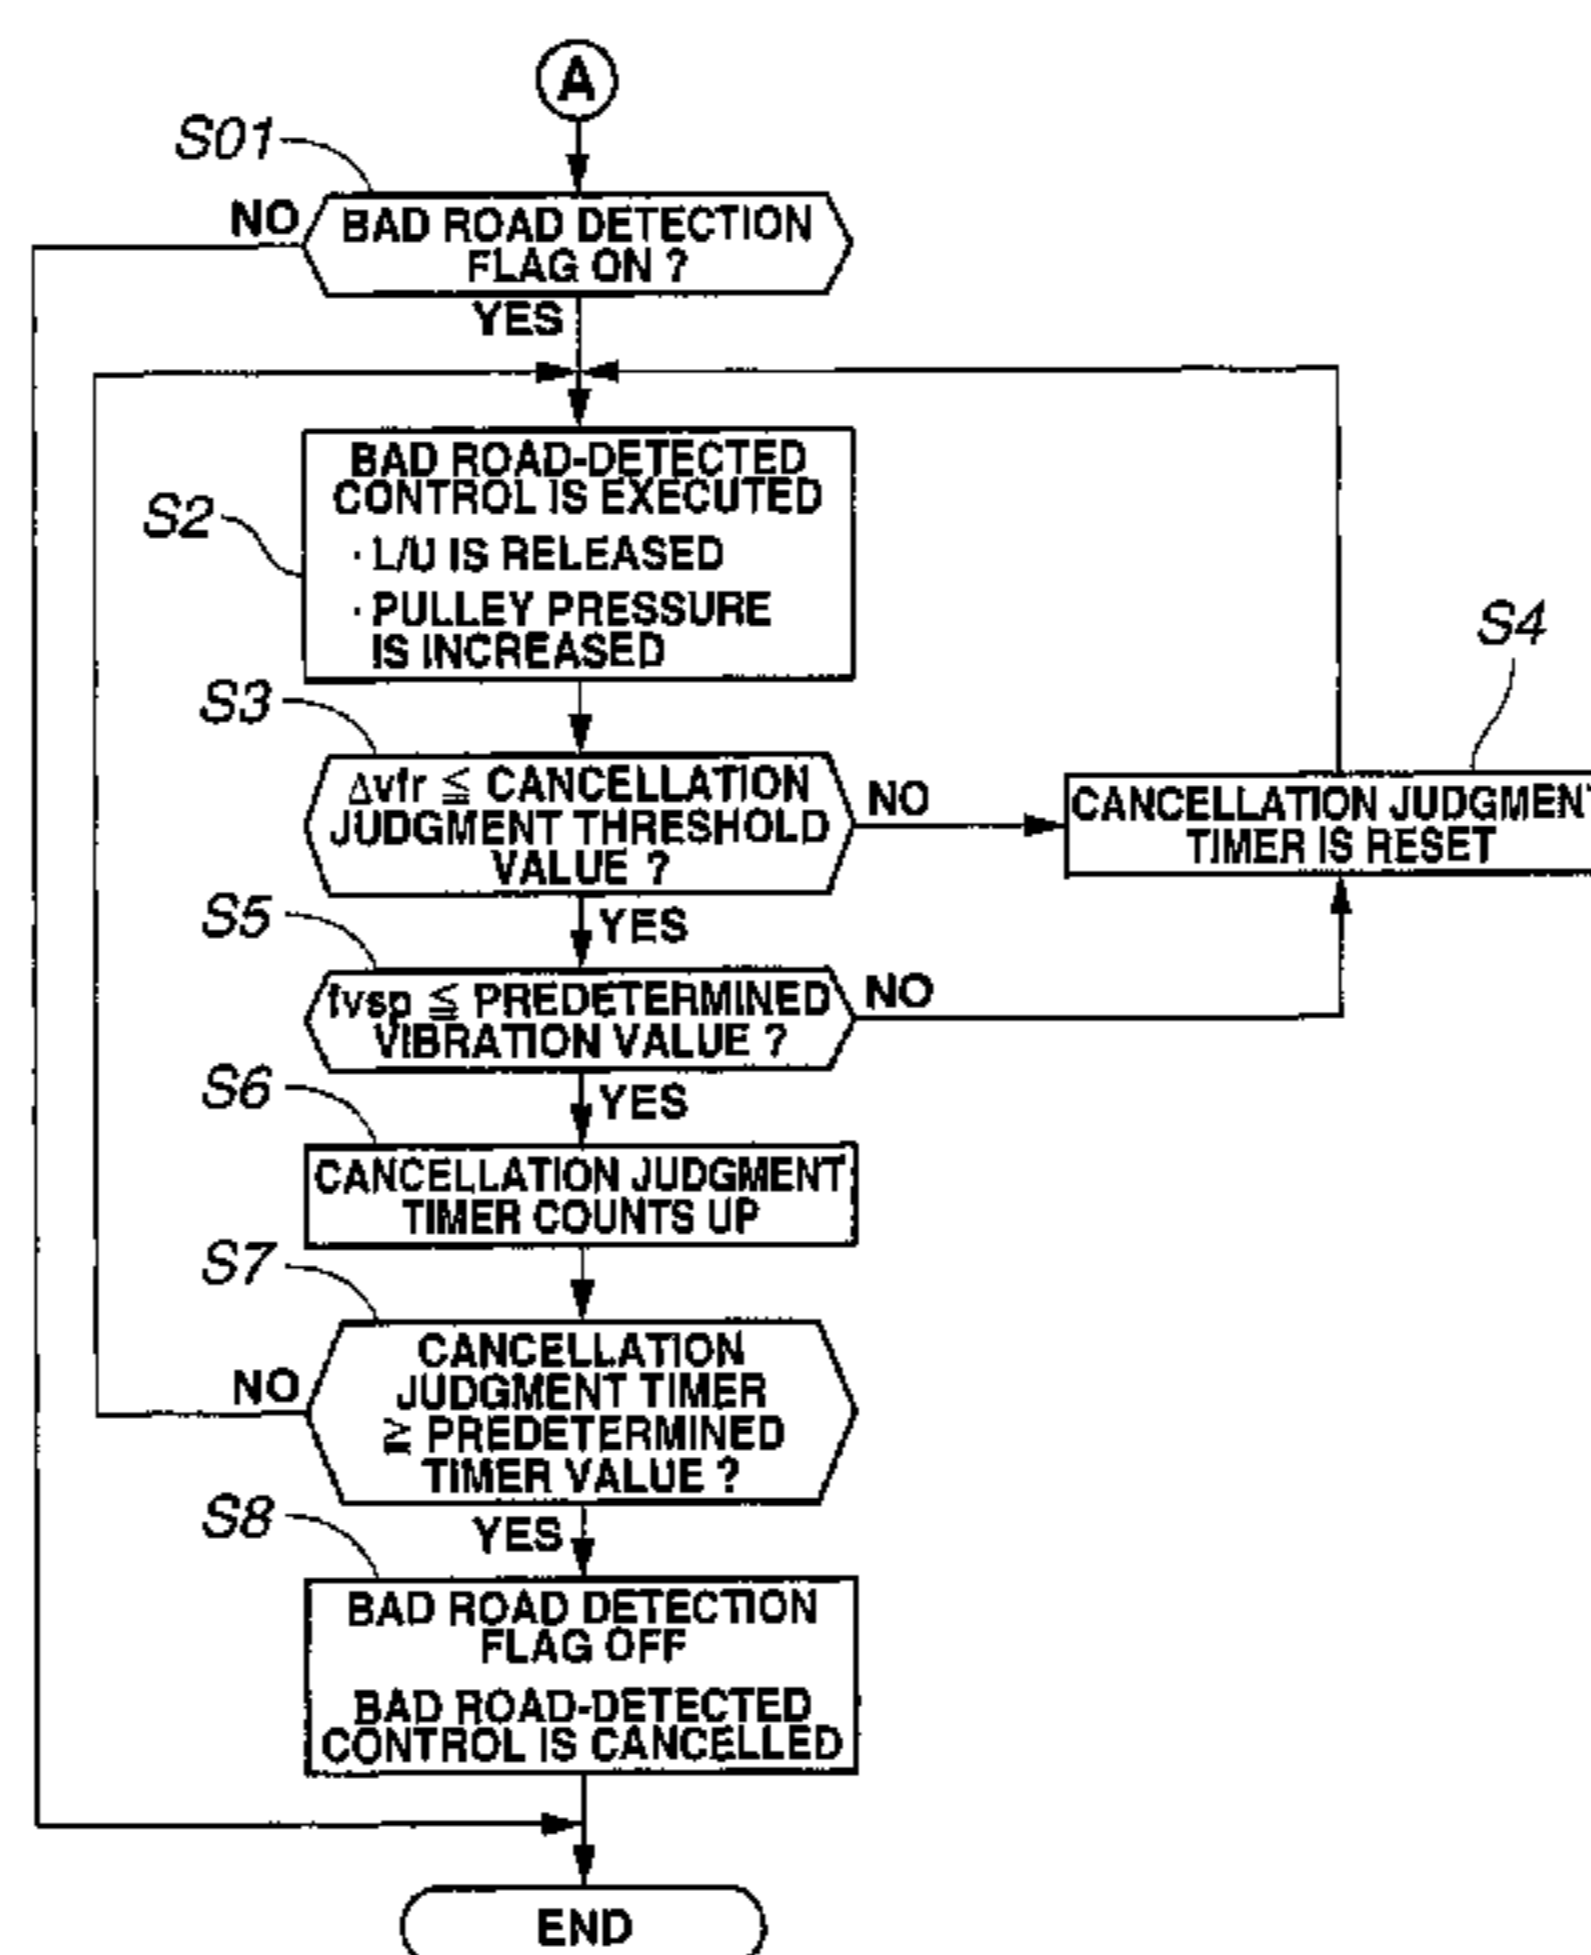 A
S01
NO
BAD ROAD DETECTION
FLAG ON ?
YES
S2
BAD ROAD-DETECTED
CONTROL IS EXECUTED
· L/U IS RELEASED
· PULLEY PRESSURE
IS INCREASED
S3
Δvfr ≦ CANCELLATION
JUDGMENT THRESHOLD
VALUE ?
NO
S4
CANCELLATION JUDGMENT
TIMER IS RESET
YES
S5
fvsp ≦ PREDETERMINED
VIBRATION VALUE ?
NO
YES
S6
CANCELLATION JUDGMENT
TIMER COUNTS UP
S7
NO
CANCELLATION
JUDGMENT TIMER
≧ PREDETERMINED
TIMER VALUE ?
YES
S8
BAD ROAD DETECTION
FLAG OFF
BAD ROAD-DETECTED
CONTROL IS CANCELLED
END